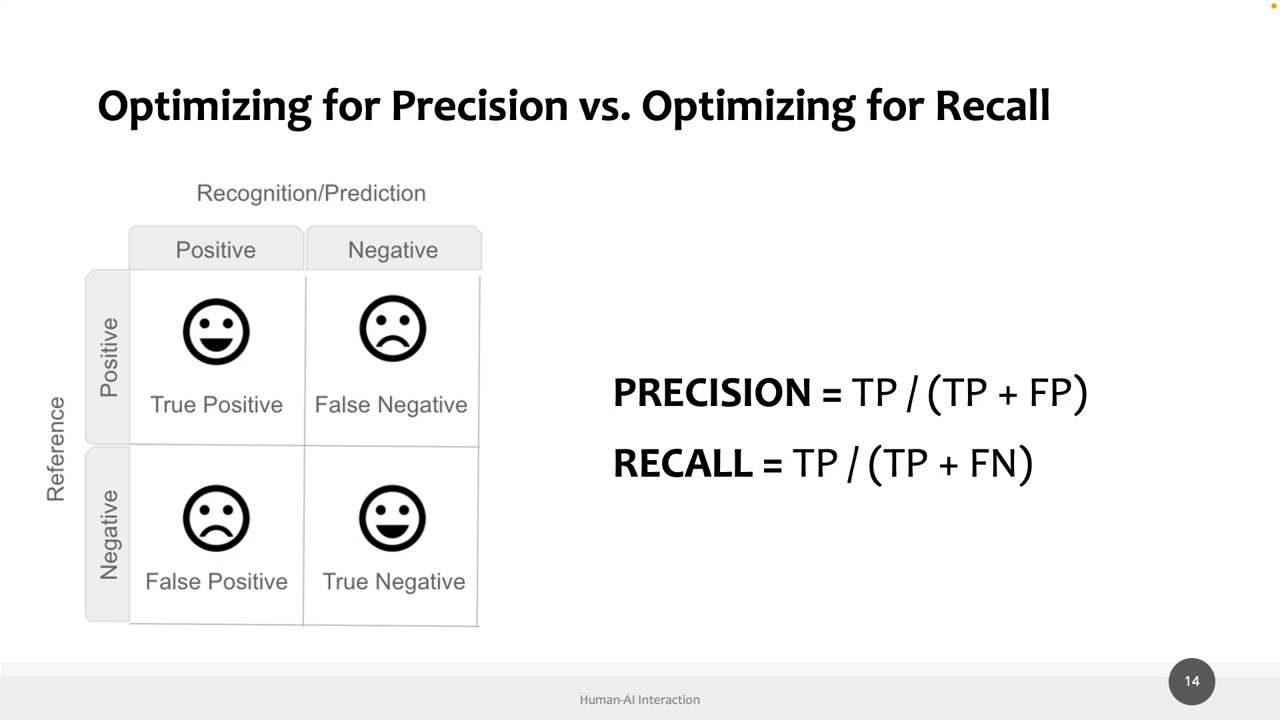 Optimizing for Precision vs. Optimizing for Recall
Recognition/Prediction
Positive
Negative
Reference
Positive
True Positive
False Negative
Negative
False Positive
True Negative
PRECISION = TP / (TP + FP)
RECALL = TP / (TP + FN)
Human-AI Interaction
14